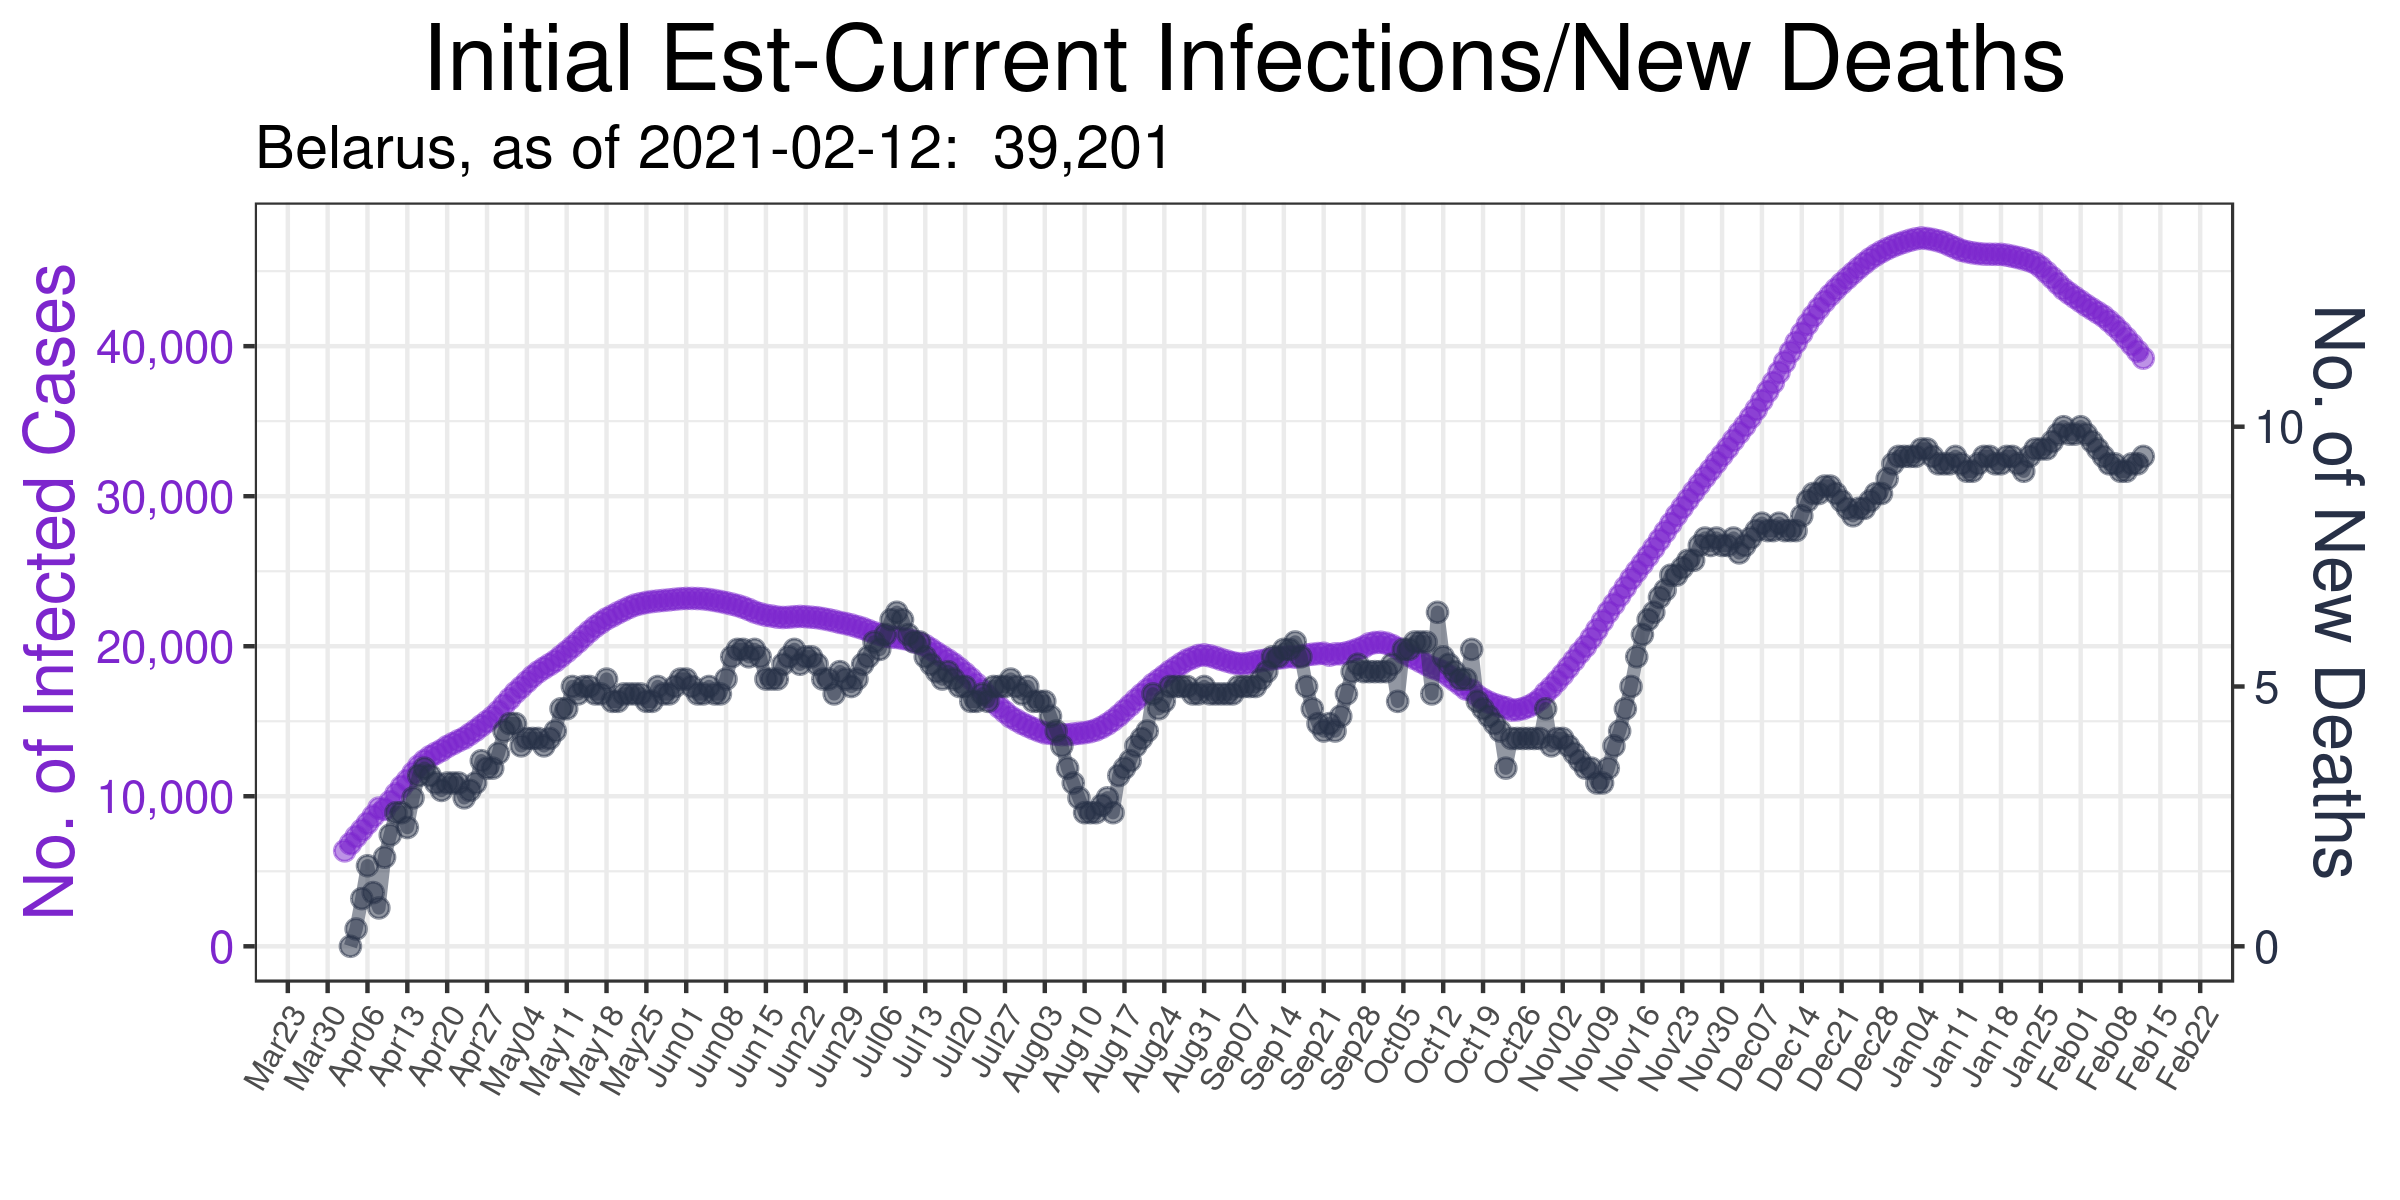 Initial Est-Current Infections/New Deaths
Belarus, as of 2021-02-12:  39,201
No. of Infected Cases
40,000
30,000
20,000
10,000
0
10
5
0
No. of New Deaths
Mar23
Mar30
Apr06
Apr13
Apr20
Apr27
May04
May11
May18
May25
Jun01
Jun08
Jun15
Jun22
Jun29
Jul06
Jul13
Jul20
Jul27
Aug03
Aug10
Aug17
Aug24
Aug31
Sep07
Sep14
Sep21
Sep28
Oct05
Oct12
Oct19
Oct26
Nov02
Nov09
Nov16
Nov23
Nov30
Dec07
Dec14
Dec21
Dec28
Jan04
Jan11
Jan18
Jan25
Feb01
Feb08
Feb15
Feb22